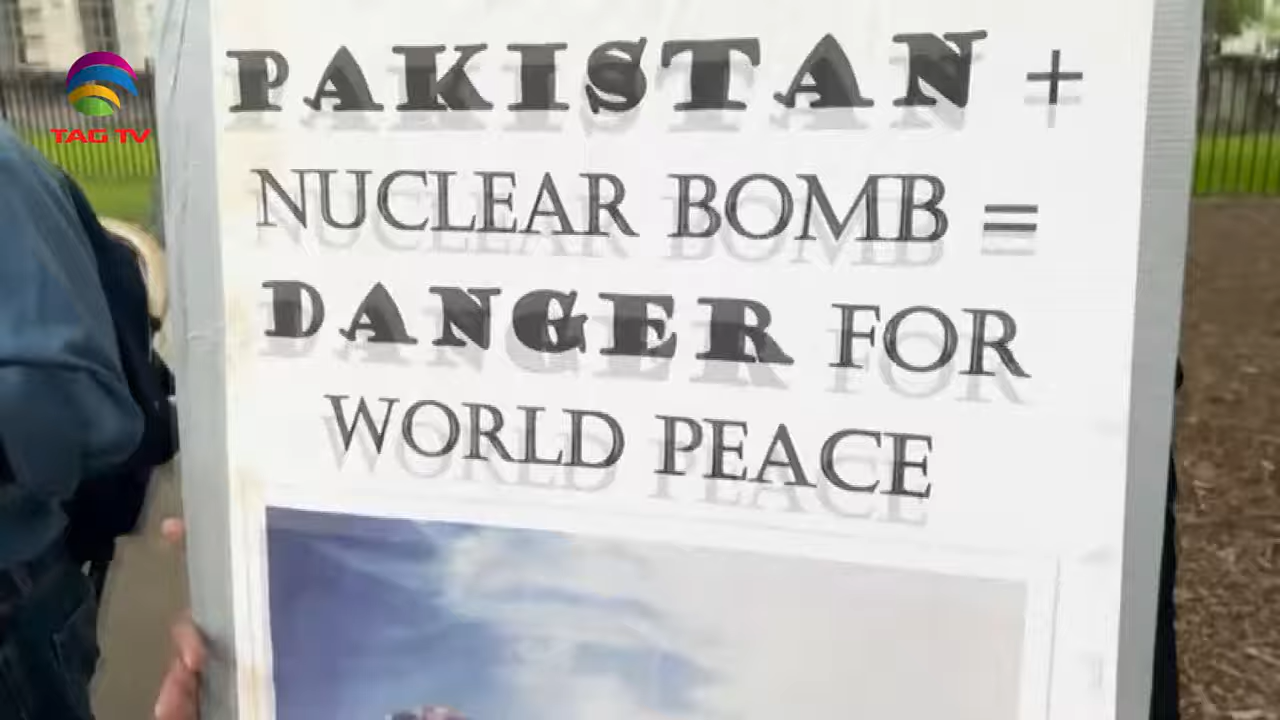 TAG TV
PAKISTAN +
NUCLEAR BOMB =
DANGER FOR
WORLD PEACE